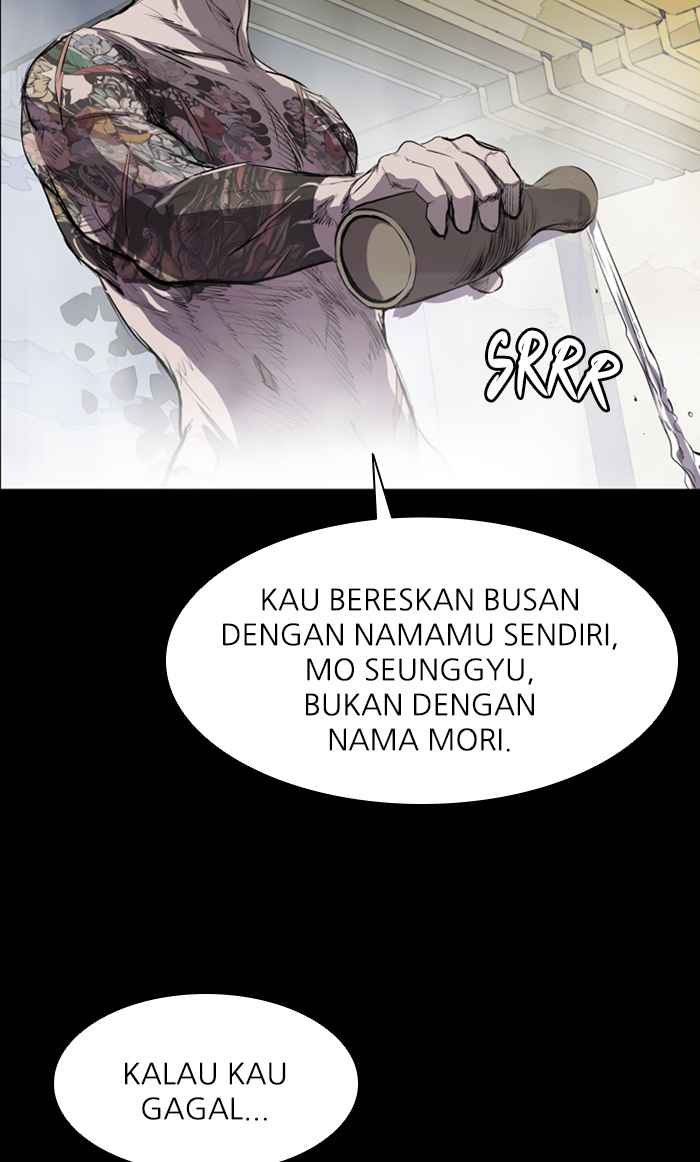 SRRR
KAU BERESKAN BUSAN
DENGAN NAMAMU SENDIRI,
MO SEUNGGYU,
BUKAN DENGAN
NAMA MORI.
KALAU KAU
GAGAL...